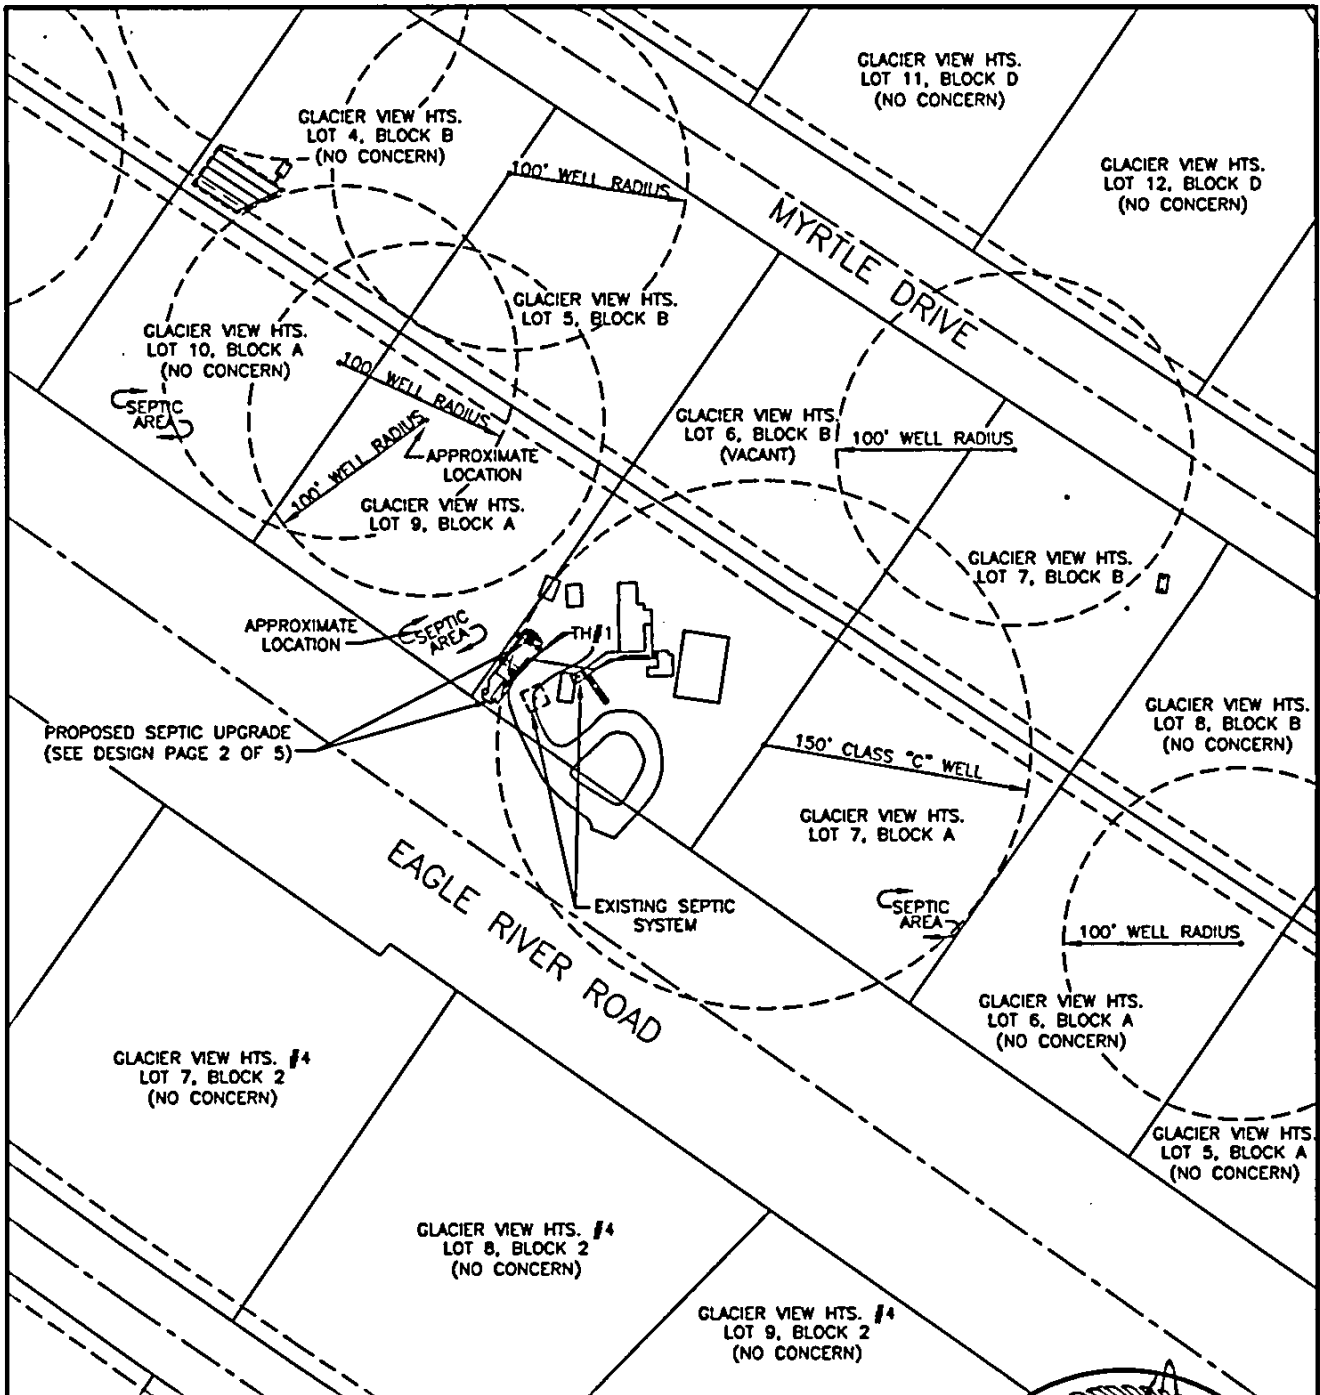 GLACIER VIEW HTS.
LOT 11, BLOCK D
(NO CONCERN)
GLACIER VIEW HTS.
LOT 4, BLOCK B
(NO CONCERN)
GLACIER VIEW HTS.
LOT 12, BLOCK D
(NO CONCERN)
100' WELL RADIUS
MYRTLE DRIVE
GLACIER VIEW HTS.
LOT 5, BLOCK B
GLACIER VIEW HTS.
LOT 10, BLOCK A
(NO CONCERN)
100' WELL RADIUS
SEPTIC
AREA
100' WELL RADIUS
APPROXIMATE
LOCATION
GLACIER VIEW HTS.
LOT 6, BLOCK B
(VACANT)
100' WELL RADIUS
GLACIER VIEW HTS.
LOT 9, BLOCK A
GLACIER VIEW HTS.
LOT 7, BLOCK B
APPROXIMATE
LOCATION
SEPTIC
AREA
TH#1
PROPOSED SEPTIC UPGRADE
(SEE DESIGN PAGE 2 OF 5)
GLACIER VIEW HTS.
LOT 8, BLOCK B
(NO CONCERN)
150' CLASS "C" WELL
GLACIER VIEW HTS.
LOT 7, BLOCK A
EAGLE RIVER ROAD
EXISTING SEPTIC
SYSTEM
SEPTIC
AREA
100' WELL RADIUS
GLACIER VIEW HTS.
LOT 6, BLOCK A
(NO CONCERN)
GLACIER VIEW HTS. #4
LOT 7, BLOCK 2
(NO CONCERN)
GLACIER VIEW HTS.
LOT 5, BLOCK A
(NO CONCERN)
GLACIER VIEW HTS. #4
LOT 8, BLOCK 2
(NO CONCERN)
GLACIER VIEW HTS. #4
LOT 9, BLOCK 2
(NO CONCERN)